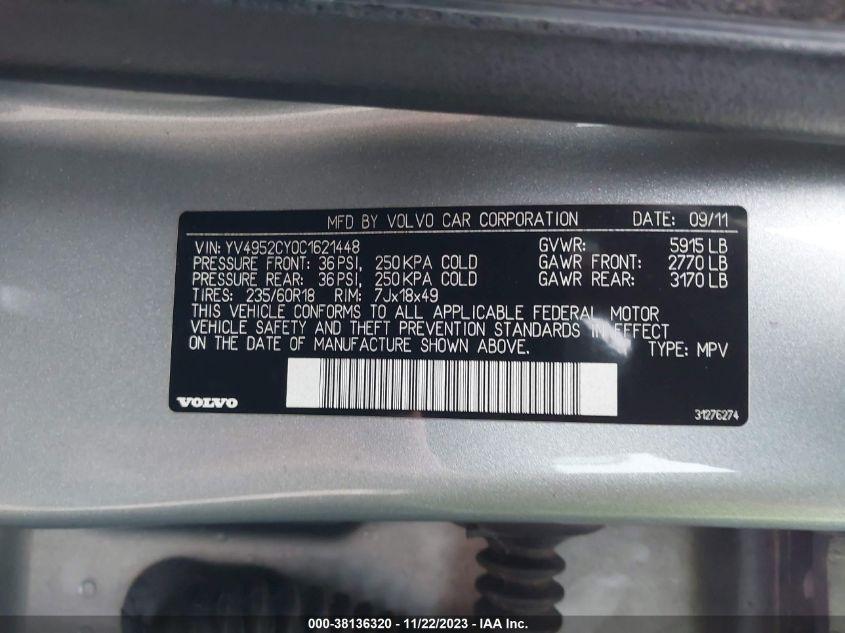 MFD BY VOLVO CAR CORPORATION DATE: 09/11
VIN: YV4952CY0C1621448 GVWR: 5915 LB
PRESSURE FRONT: 36 PSI, 250 KPA COLD GAWR FRONT: 2770 LB
PRESSURE REAR: 36 PSI, 250 KPA COLD GAWR REAR: 3170 LB
TIRES: 235/60R18 RIM: 7Jx18x49
THIS VEHICLE CONFORMS TO ALL APPLICABLE FEDERAL MOTOR
VEHICLE SAFETY AND THEFT PREVENTION STANDARDS IN EFFECT
ON THE DATE OF MANUFACTURE SHOWN ABOVE. TYPE: MPV
VOLVO 31276274
000-38136320 - 11/22/2023 - IAA Inc.